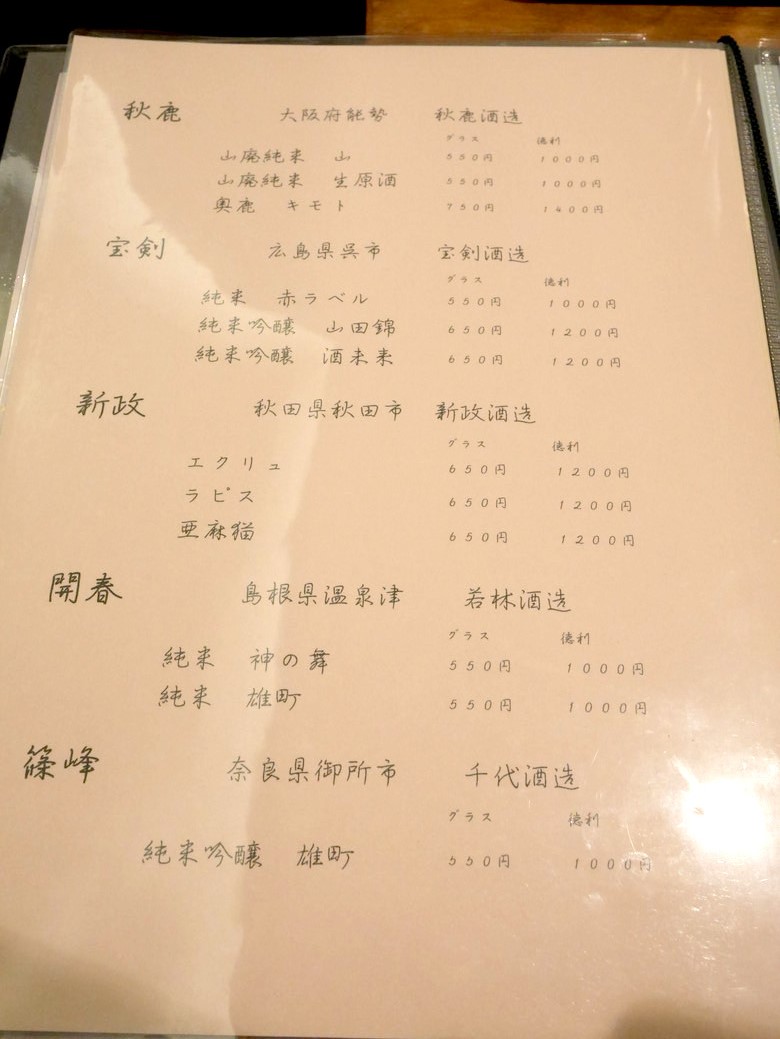 秋鹿 大阪府能勢 秋鹿酒造
グラス 徳利
山廃純米 山 550円 1000円
山廃純米 生原酒 550円 1000円
奥鹿 キモト 750円 1400円
宝剣 広島県呉市 宝剣酒造
グラス 徳利
純米 赤ラベル 550円 1000円
純米吟醸 山田錦 650円 1200円
純米吟醸 酒未来 650円 1200円
新政 秋田県秋田市 新政酒造
グラス 徳利
エクリュ 650円 1200円
ラピス 650円 1200円
亜麻猫 650円 1200円
開春 島根県温泉津 若林酒造
グラス 徳利
純米 神の舞 550円 1000円
純米 雄町 550円 1000円
篠峰 奈良県御所市 千代酒造
グラス 徳利
純米吟醸 雄町 550円 1000円